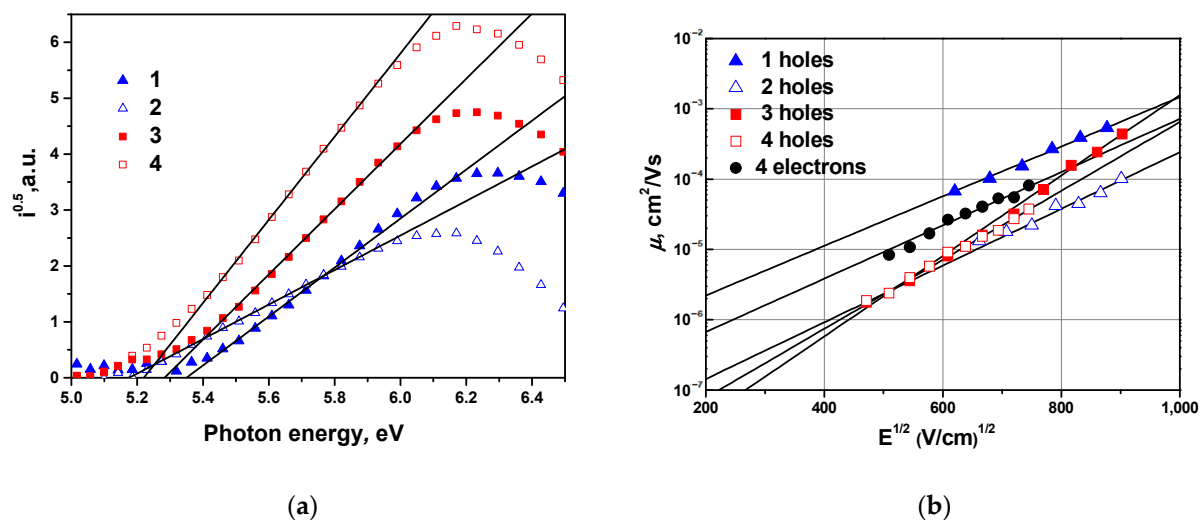 6
5
4
3
2
1
0
5.0
5.2
5.4
5.6
5.8
6.0
6.2
6.4
i^0.5,a.u.
Photon energy, eV
1
2
3
4
(a)
10⁻²
10⁻³
10⁻⁴
10⁻⁵
10⁻⁶
10⁻⁷
200
400
600
800
1,000
μ, cm²/Vs
E^1/2 (V/cm)^1/2
1 holes
2 holes
3 holes
4 holes
4 electrons
(b)